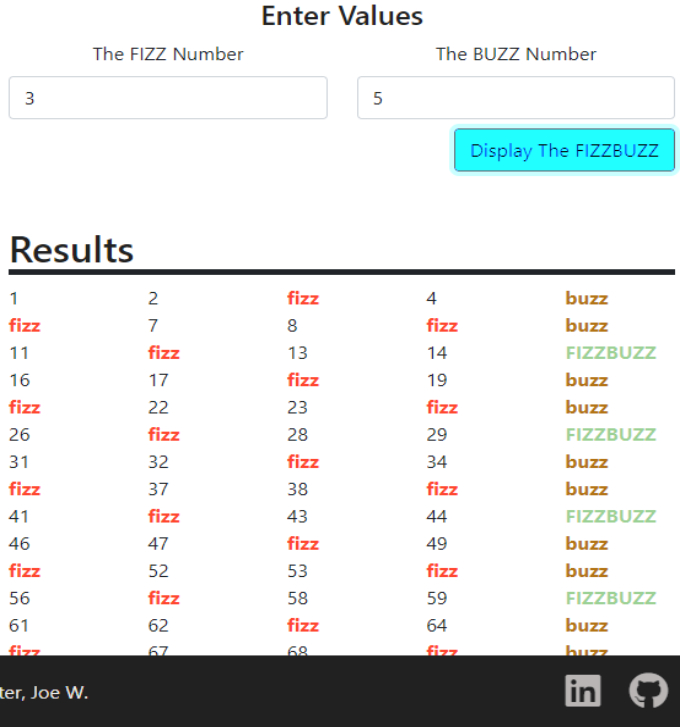 Enter Values
The FIZZ Number The BUZZ Number
3 5
Display The FIZZBUZZ
Results
1 2 fizz 4 buzz
fizz 7 8 fizz buzz
11 fizz 13 14 FIZZBUZZ
16 17 fizz 19 buzz
fizz 22 23 fizz buzz
26 fizz 28 29 FIZZBUZZ
31 32 fizz 34 buzz
fizz 37 38 fizz buzz
41 fizz 43 44 FIZZBUZZ
46 47 fizz 49 buzz
fizz 52 53 fizz buzz
56 fizz 58 59 FIZZBUZZ
61 62 fizz 64 buzz
fizz 67 68 fizz buzz
ter, Joe W.
in